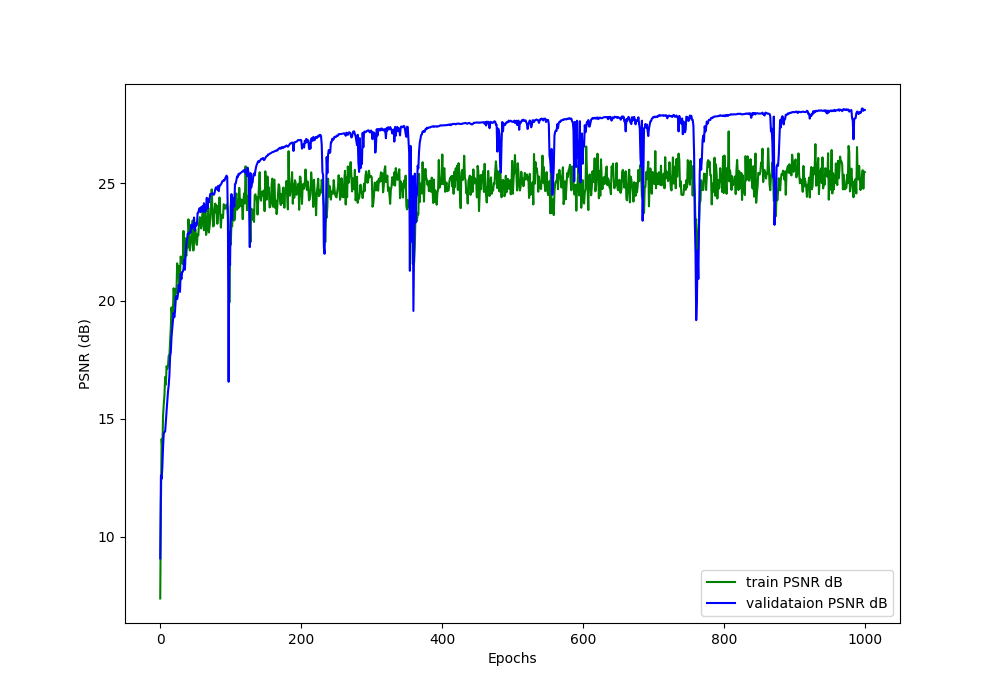 25
20
15
10
PSNR (dB)
train PSNR dB
validataion PSNR dB
0 200 400 600 800 1000
Epochs